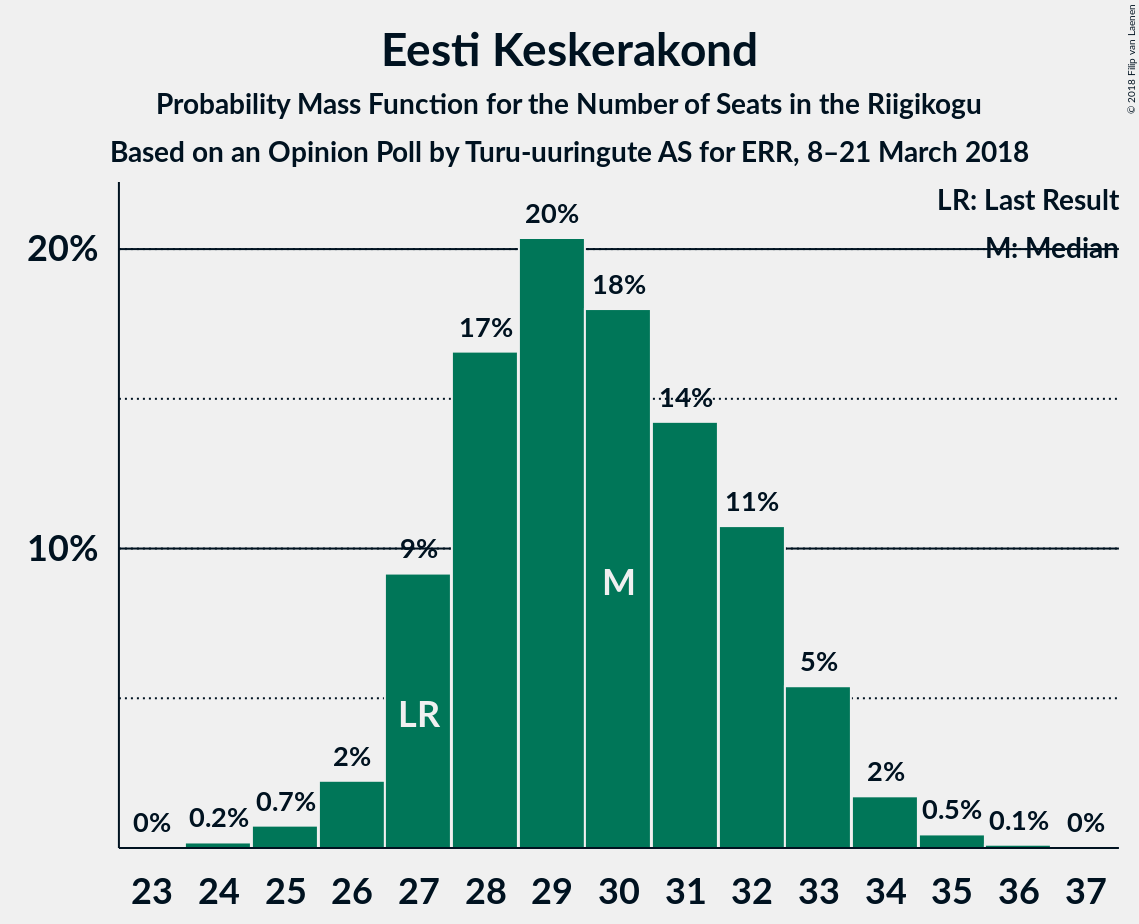 Eesti Keskerakond
Probability Mass Function for the Number of Seats in the Riigikogu
Based on an Opinion Poll by Turu-uuringute AS for ERR, 8–21 March 2018
© 2018 Filip van Laenen
LR: Last Result
M: Median
20%
10%
0%
0.2%
0.7%
2%
9%
17%
20%
18%
14%
11%
5%
2%
0.5%
0.1%
0%
LR
M
23 24 25 26 27 28 29 30 31 32 33 34 35 36 37